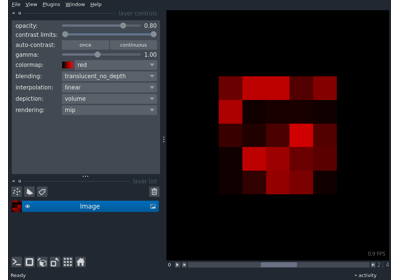 File View Plugins Window Help
layer controls
opacity: 0.80
contrast limits:
auto-contrast: once continuous
gamma: 1.00
colormap: red
blending: translucent_no_depth
interpolation: linear
depiction: volume
rendering: mip
layer list
Image
0.9 FPS
0 2 4
Ready activity